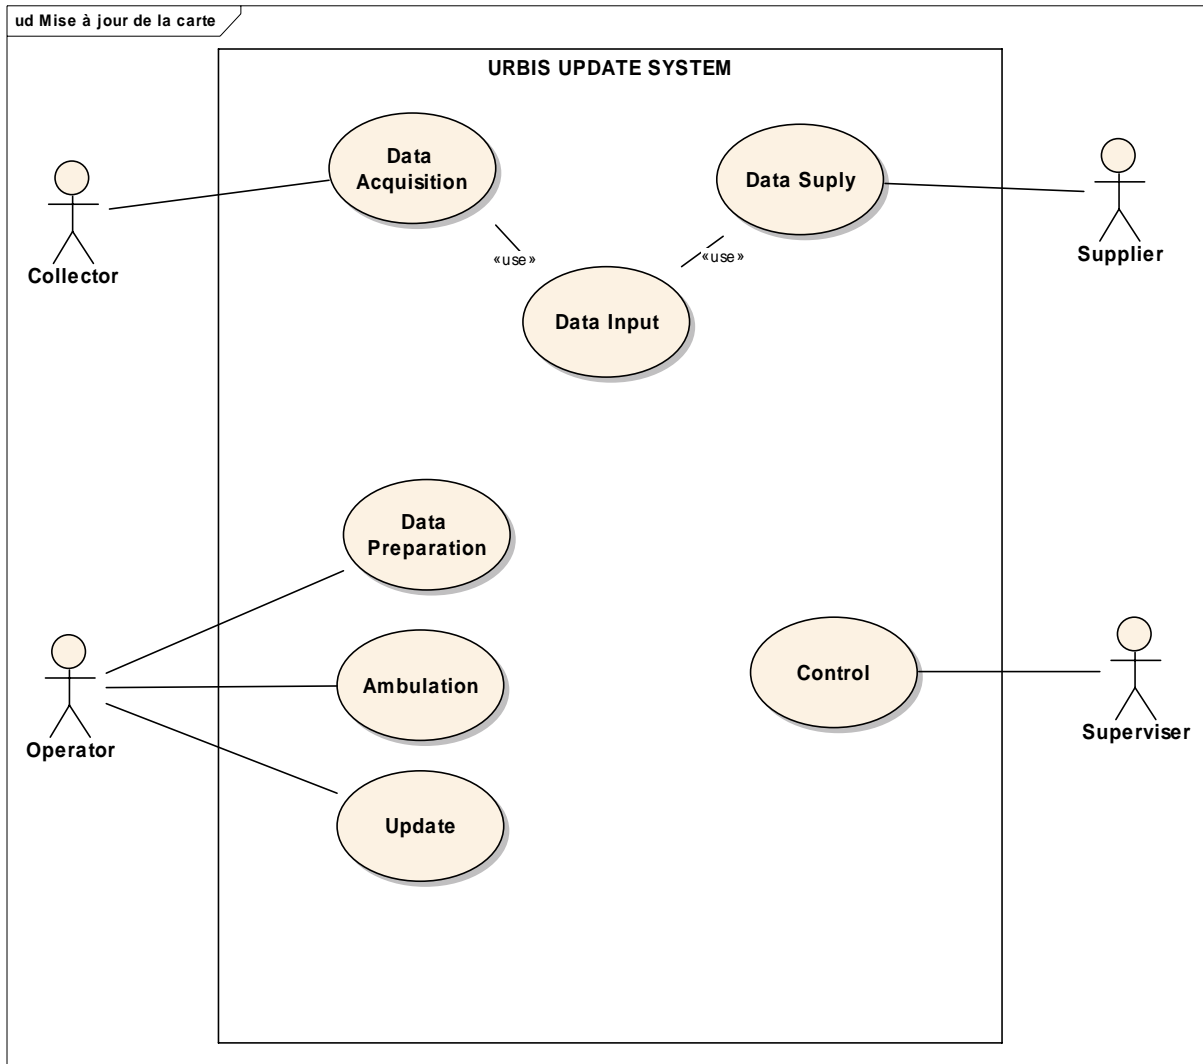 ud Mise à jour de la carte
URBIS UPDATE SYSTEM
Data
Acquisition
Data Suply
Collector
Supplier
«use»
«use»
Data Input
Data
Preparation
Operator
Ambulation
Control
Superviser
Update